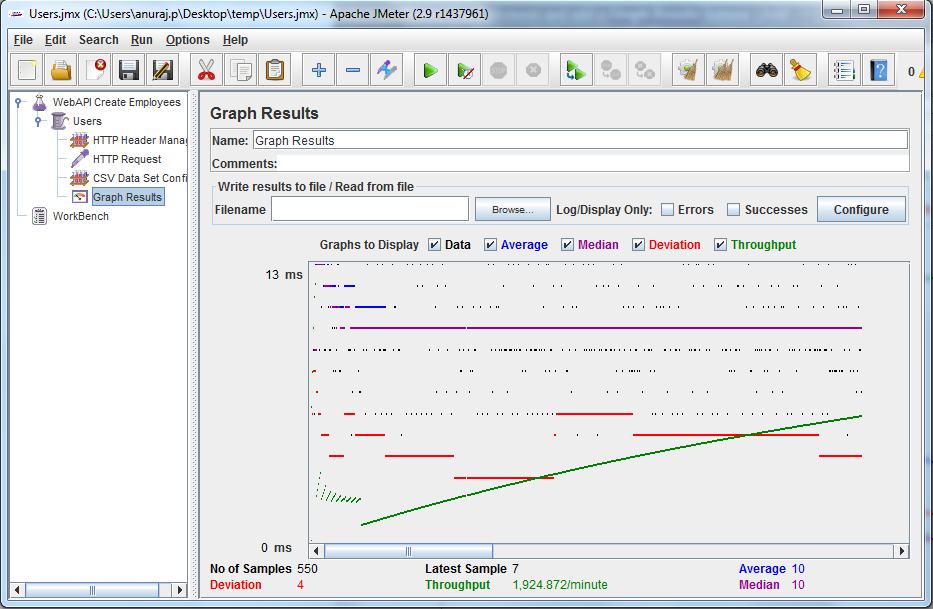 Users.jmx (C:\Users\anuraj.p\Desktop\temp\Users.jmx) - Apache JMeter (2.9 r1437961)
File Edit Search Run Options Help
0
WebAPI Create Employees
Users
HTTP Header Mana
HTTP Request
CSV Data Set Confi
Graph Results
WorkBench
Graph Results
Name: Graph Results
Comments:
Write results to file / Read from file
Filename Browse... Log/Display Only: Errors Successes Configure
Graphs to Display Data Average Median Deviation Throughput
13 ms
0 ms
No of Samples 550 Latest Sample 7 Average 10
Deviation 4 Throughput 1,924.872/minute Median 10